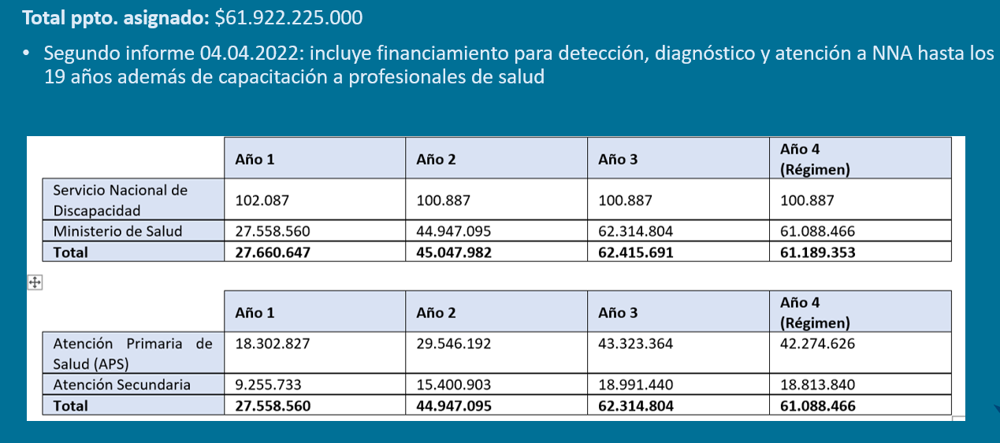 Total ppto. asignado: $61.922.225.000
• Segundo informe 04.04.2022: incluye financiamiento para detección, diagnóstico y atención a NNA hasta los
19 años además de capacitación a profesionales de salud
Año 1 Año 2 Año 3 Año 4
(Régimen)
Servicio Nacional de
Discapacidad 102.087 100.887 100.887 100.887
Ministerio de Salud 27.558.560 44.947.095 62.314.804 61.088.466
Total 27.660.647 45.047.982 62.415.691 61.189.353
Año 1 Año 2 Año 3 Año 4
(Régimen)
Atención Primaria de 18.302.827 29.546.192 43.323.364 42.274.626
Salud (APS)
Atención Secundaria 9.255.733 15.400.903 18.991.440 18.813.840
Total 27.558.560 44.947.095 62.314.804 61.088.466